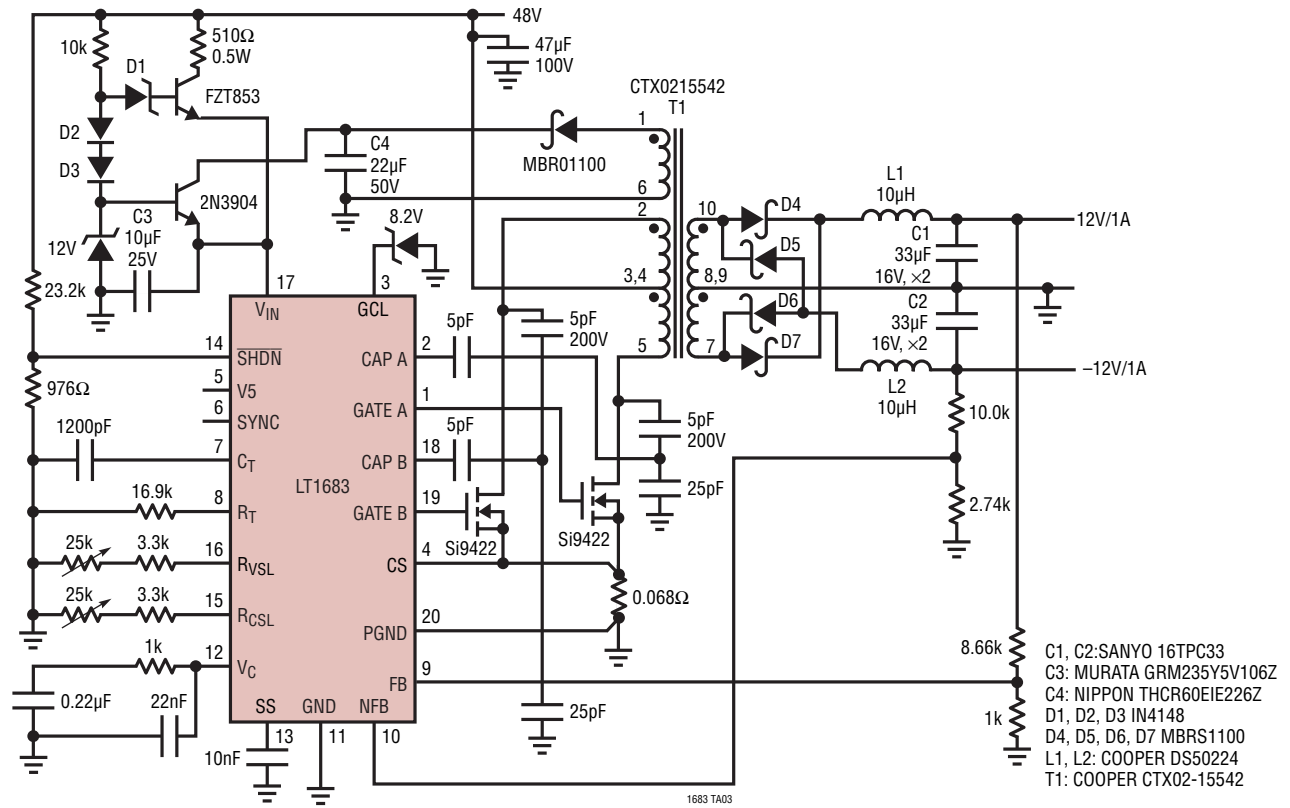 48V
10k
510Ω
0.5W
47µF
100V
D1
FZT853
CTX0215542
T1
D2
D3
C4
22µF
50V
MBR01100
1
6
2
3,4
5
10
8,9
7
D4
D5
D6
D7
L1
10µH
12V/1A
C1
33µF
16V, ×2
C2
33µF
16V, ×2
–12V/1A
L2
10µH
2N3904
C3
10µF
25V
12V
8.2V
23.2k
17
3
VIN
GCL
14
SHDN
5pF
2
CAP A
5pF
200V
976Ω
5
V5
6
SYNC
1
GATE A
10.0k
1200pF
7
CT
5pF
18
CAP B
5pF
200V
LT1683
25pF
16.9k
8
RT
19
GATE B
Si9422
Si9422
2.74k
25k
3.3k
16
RVSL
4
CS
25k
3.3k
15
RCSL
0.068Ω
20
PGND
1k
12
VC
9
FB
8.66k
0.22µF
22nF
SS
GND
NFB
25pF
1k
13
11
10
10nF
C1, C2:SANYO 16TPC33
C3: MURATA GRM235Y5V106Z
C4: NIPPON THCR60EIE226Z
D1, D2, D3 IN4148
D4, D5, D6, D7 MBRS1100
L1, L2: COOPER DS50224
T1: COOPER CTX02-15542
1683 TA03